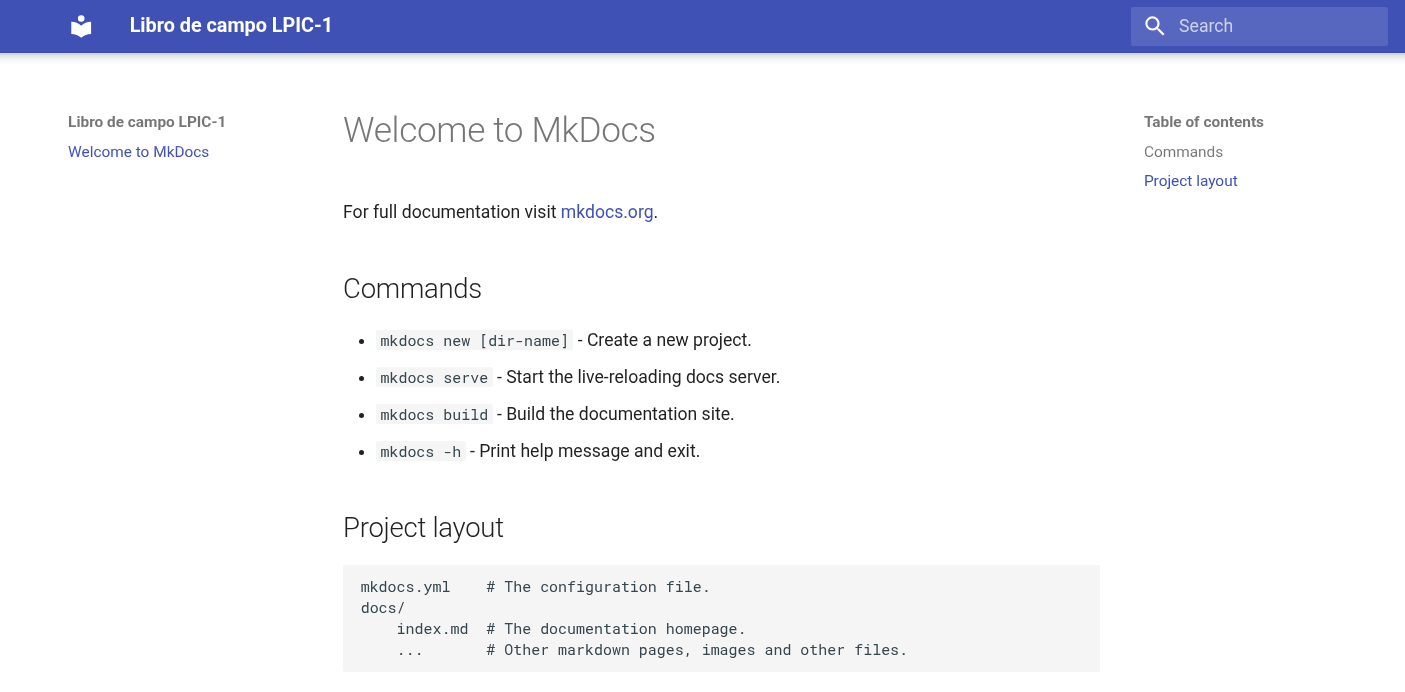 Libro de campo LPIC-1
Search
Libro de campo LPIC-1
Welcome to MkDocs
Welcome to MkDocs
For full documentation visit mkdocs.org.
Commands
mkdocs new [dir-name] - Create a new project.
mkdocs serve - Start the live-reloading docs server.
mkdocs build - Build the documentation site.
mkdocs -h - Print help message and exit.
Project layout
mkdocs.yml    # The configuration file.
docs/
    index.md  # The documentation homepage.
    ...       # Other markdown pages, images and other files.
Table of contents
Commands
Project layout